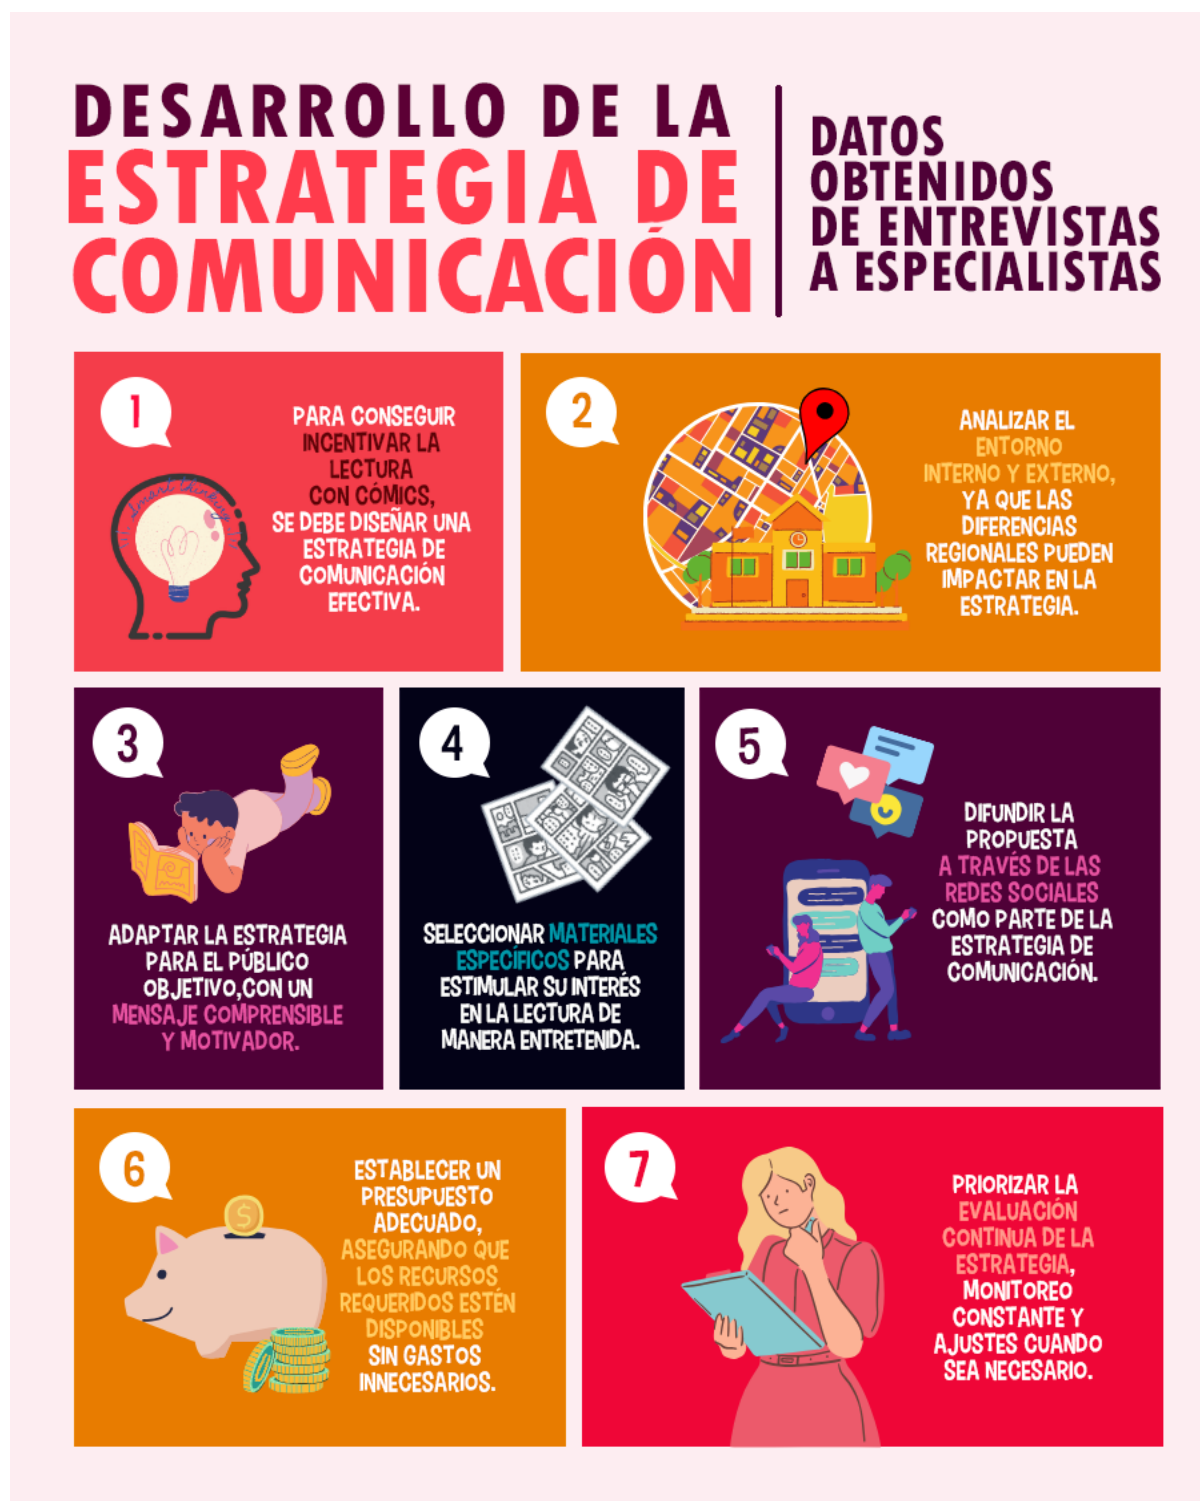 DESARROLLO DE LA
ESTRATEGIA DE
COMUNICACIÓN
DATOS
OBTENIDOS
DE ENTREVISTAS
A ESPECIALISTAS
1
Smart thinking
PARA CONSEGUIR
INCENTIVAR LA
LECTURA
CON CÓMICS,
SE DEBE DISEÑAR UNA
ESTRATEGIA DE
COMUNICACIÓN
EFECTIVA.
2
ANALIZAR EL
ENTORNO
INTERNO Y EXTERNO,
YA QUE LAS
DIFERENCIAS
REGIONALES PUEDEN
IMPACTAR EN LA
ESTRATEGIA.
3
ADAPTAR LA ESTRATEGIA
PARA EL PÚBLICO
OBJETIVO,CON UN
MENSAJE COMPRENSIBLE
Y MOTIVADOR.
4
SELECCIONAR MATERIALES
ESPECÍFICOS PARA
ESTIMULAR SU INTERÉS
EN LA LECTURA DE
MANERA ENTRETENIDA.
5
DIFUNDIR LA
PROPUESTA
A TRAVÉS DE LAS
REDES SOCIALES
COMO PARTE DE LA
ESTRATEGIA DE
COMUNICACIÓN.
6
$
ESTABLECER UN
PRESUPUESTO
ADECUADO,
ASEGURANDO QUE
LOS RECURSOS
REQUERIDOS ESTÉN
DISPONIBLES
SIN GASTOS
INNECESARIOS.
7
PRIORIZAR LA
EVALUACIÓN
CONTINUA DE LA
ESTRATEGIA,
MONITOREO
CONSTANTE Y
AJUSTES CUANDO
SEA NECESARIO.